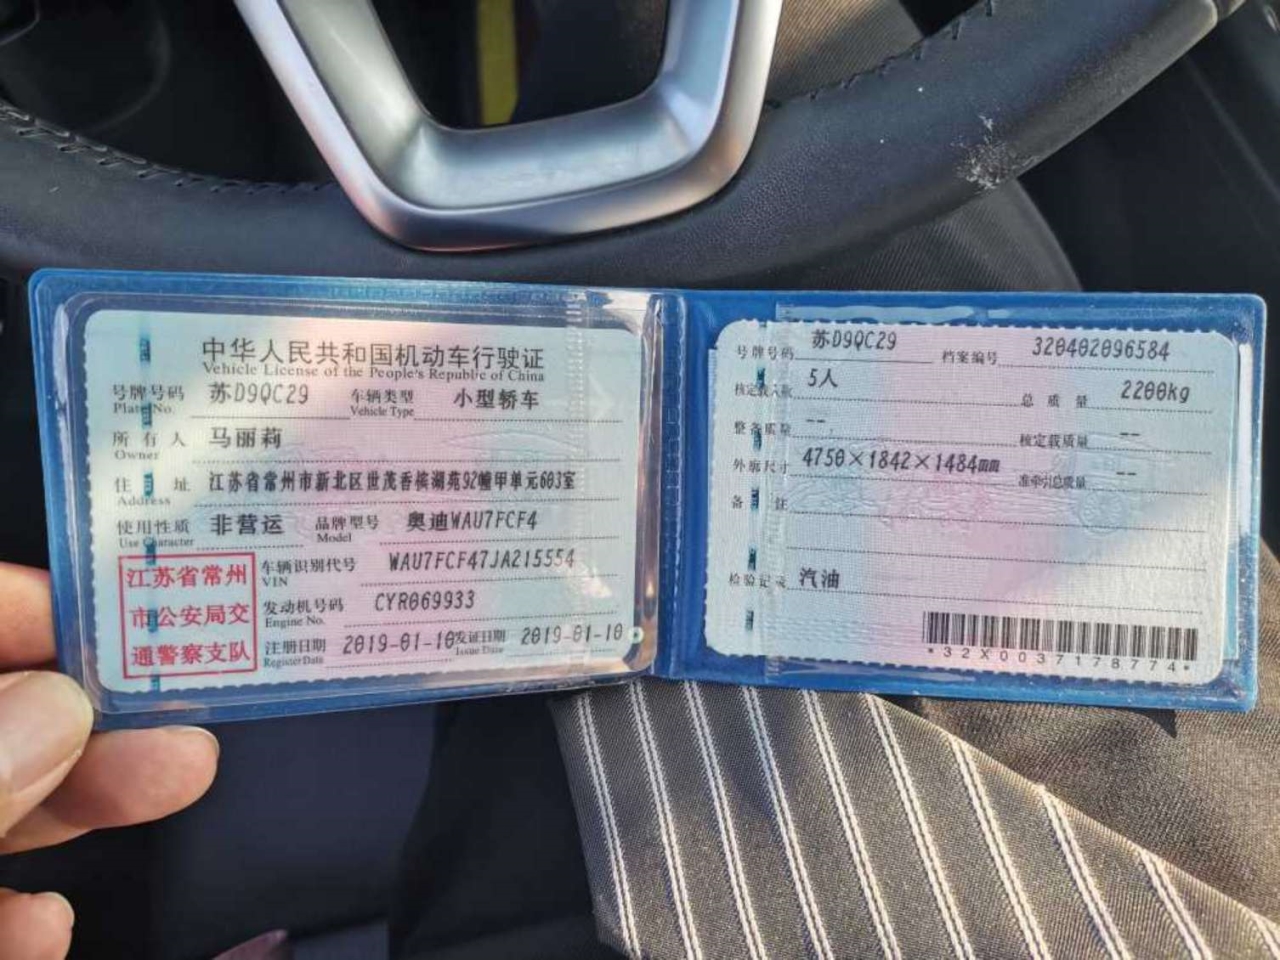 中华人民共和国机动车行驶证
Vehicle License of the People's Republic of China
号牌号码 苏D9QC29 车辆类型 小型轿车
Plate No. Vehicle Type
所有人 马丽莉
Owner
住址 江苏省常州市新北区世茂香槟湖苑92幢甲单元603室
Address
使用性质 非营运 品牌型号 奥迪WAU7FCF4
Use Character Model
江苏省常州
市公安局交
通警察支队
车辆识别代号 WAU7FCF47JA215554
VIN
发动机号码 CYR069933
Engine No.
注册日期 2019-01-10 发证日期 2019-01-10
Register Date Issue Date
号牌号码 苏D9QC29 档案编号 320402096584
核定载人数 5人 总质量 2200kg
整备质量 -- 核定载质量 --
外廓尺寸 4750×1842×1484mm 准牵引总质量 --
备注
检验记录 汽油
*32X0037178774*